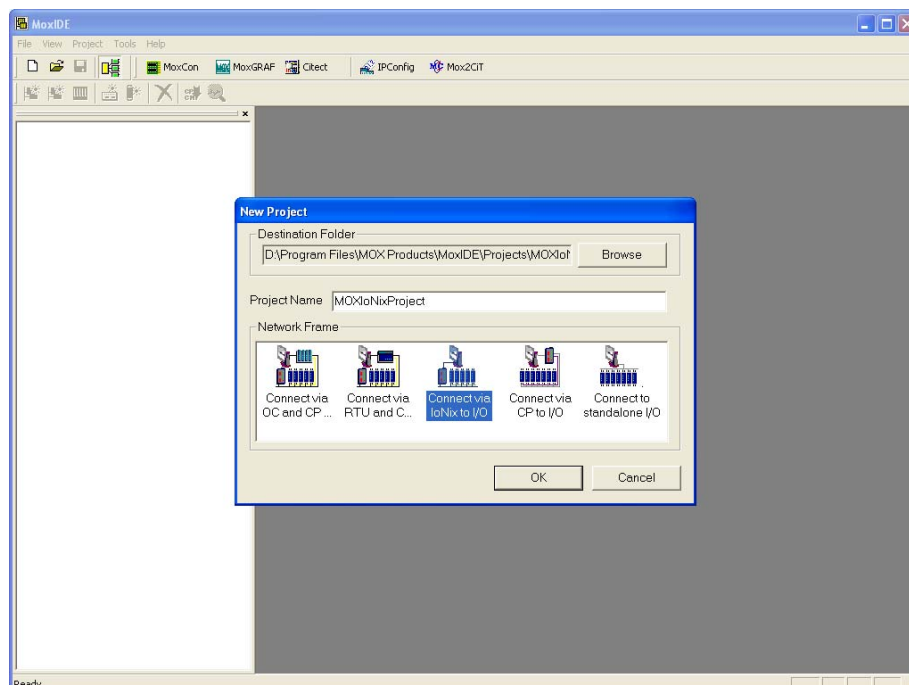 MoxIDE
File View Project Tools Help
MoxCon MoxGRAF Citect IPConfig Mox2CiT
New Project
Destination Folder
D:\Program Files\MOX Products\MoxIDE\Projects\MOXIoN
Browse
Project Name MOXIoNixProject
Network Frame
Connect via OC and CP ...
Connect via RTU and C...
Connect via IoNix to I/O
Connect via CP to I/O
Connect to standalone I/O
OK Cancel
Ready